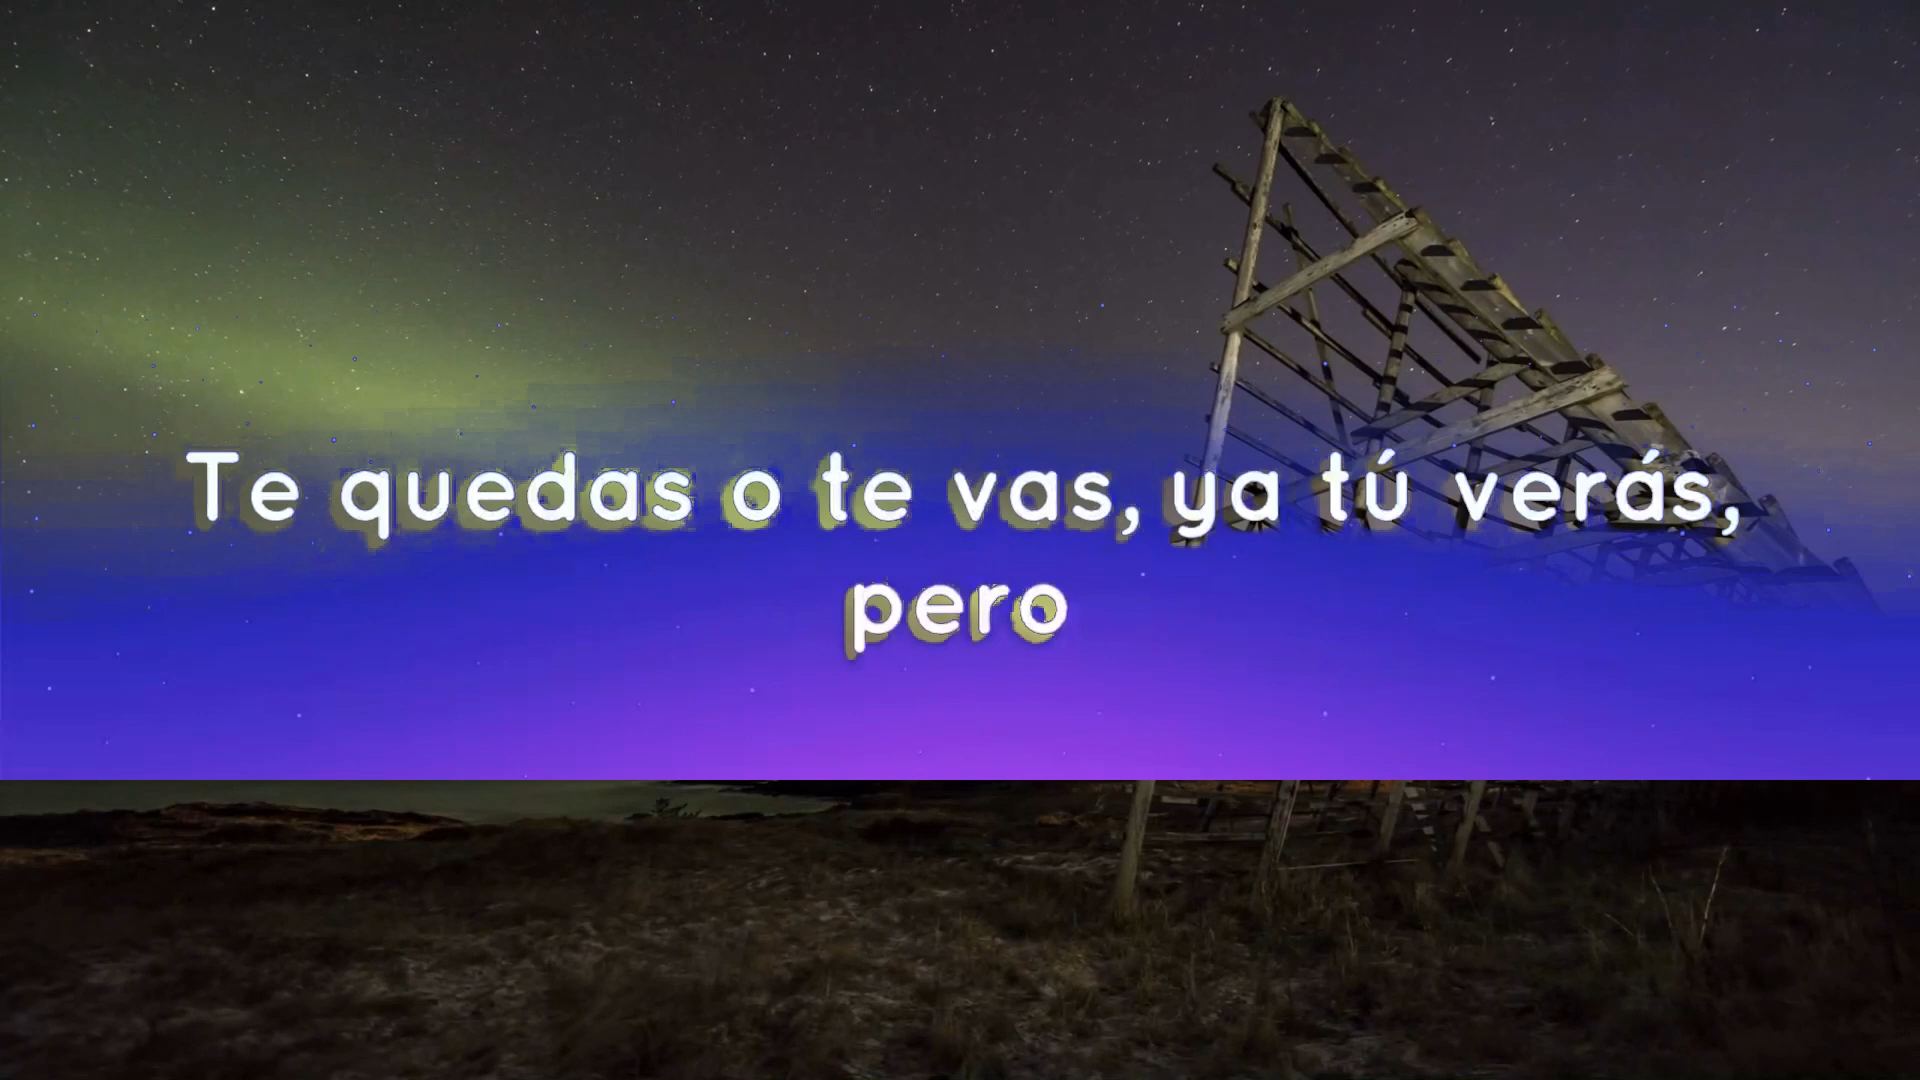 Te quedas o te vas, ya tú verás,
pero